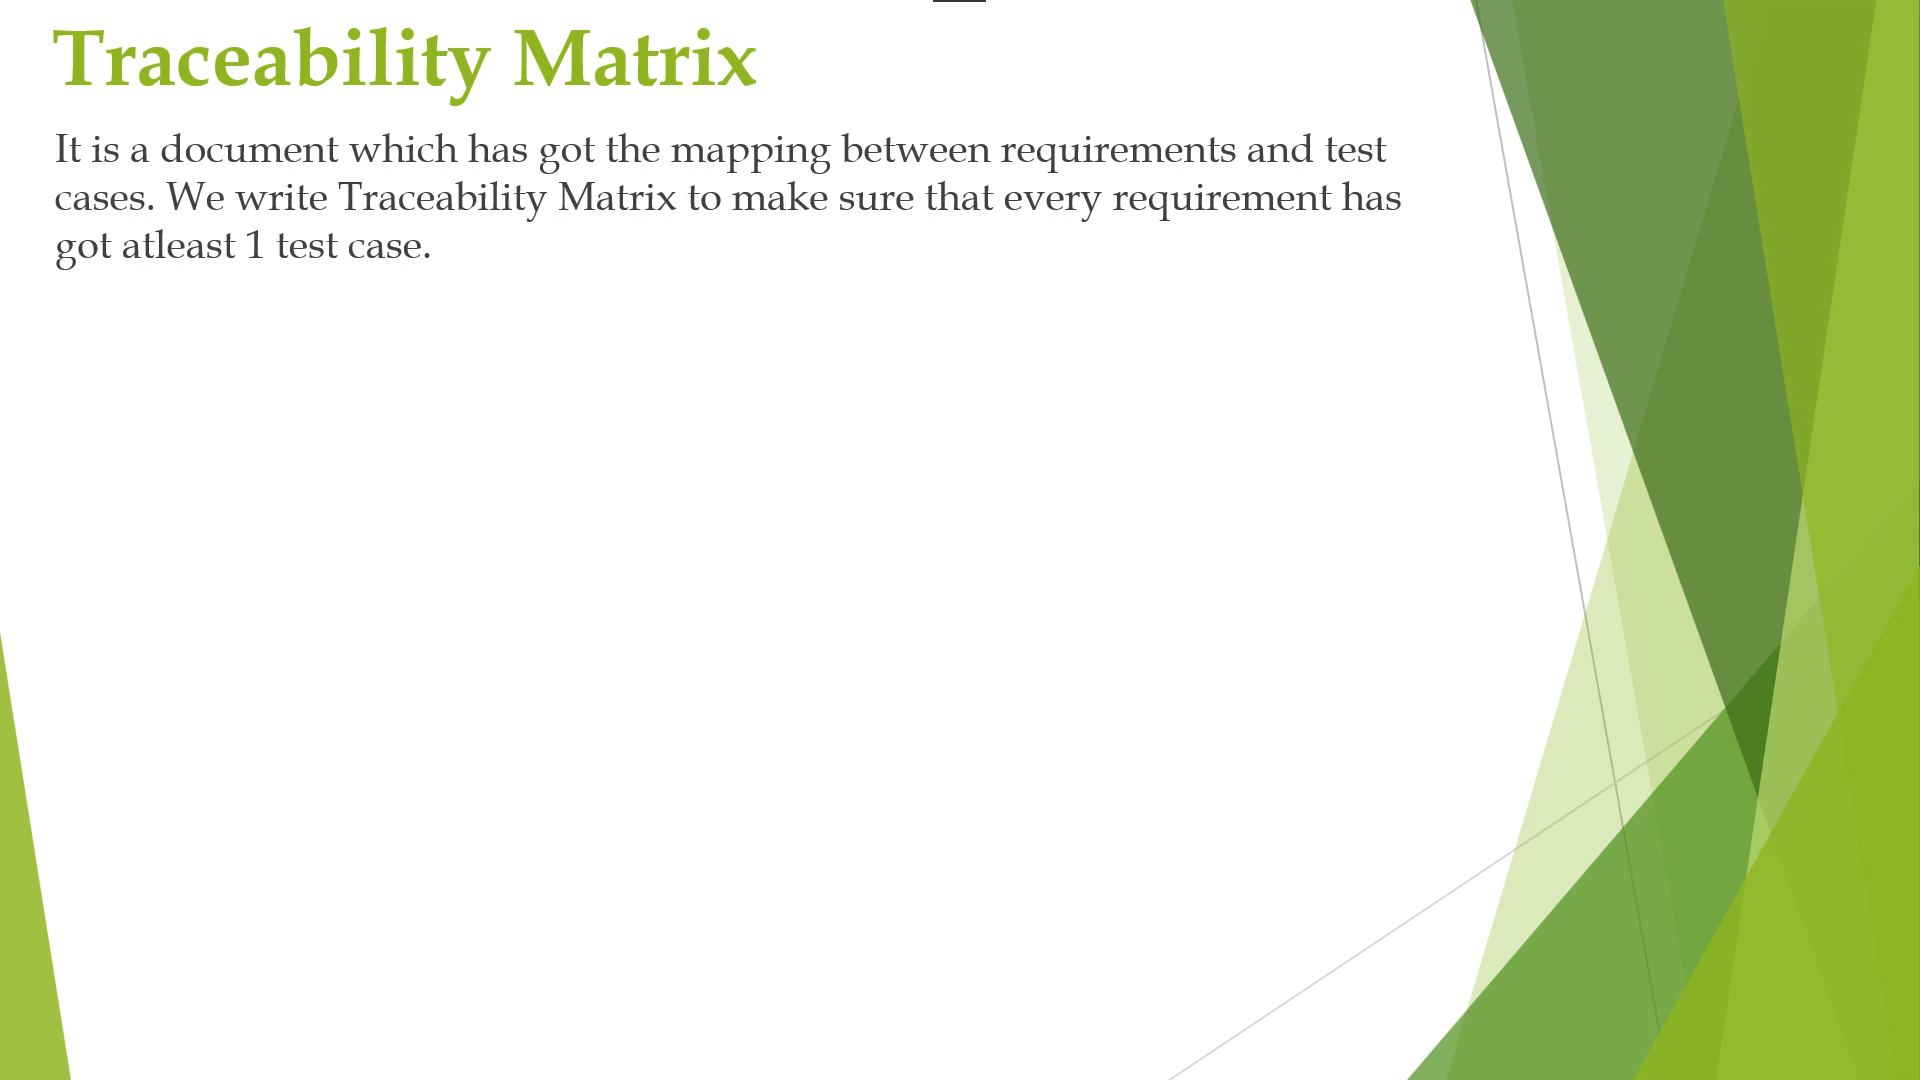 Traceability Matrix
It is a document which has got the mapping between requirements and test
cases. We write Traceability Matrix to make sure that every requirement has
got atleast 1 test case.